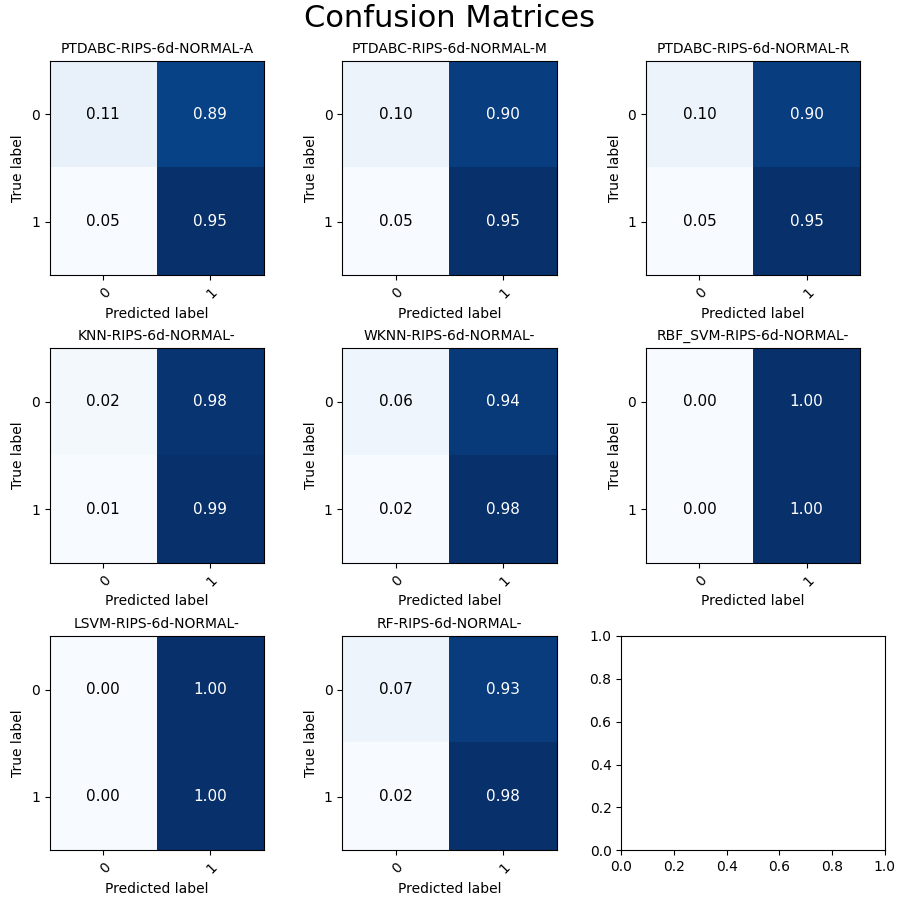 Confusion Matrices
PTDABC-RIPS-6d-NORMAL-A
True label
0
0.11
0.89
1
0.05
0.95
0
1
Predicted label
PTDABC-RIPS-6d-NORMAL-M
True label
0
0.10
0.90
1
0.05
0.95
0
1
Predicted label
PTDABC-RIPS-6d-NORMAL-R
True label
0
0.10
0.90
1
0.05
0.95
0
1
Predicted label
KNN-RIPS-6d-NORMAL-
True label
0
0.02
0.98
1
0.01
0.99
0
1
Predicted label
WKNN-RIPS-6d-NORMAL-
True label
0
0.06
0.94
1
0.02
0.98
0
1
Predicted label
RBF_SVM-RIPS-6d-NORMAL-
True label
0
0.00
1.00
1
0.00
1.00
0
1
Predicted label
LSVM-RIPS-6d-NORMAL-
True label
0
0.00
1.00
1
0.00
1.00
0
1
Predicted label
RF-RIPS-6d-NORMAL-
True label
0
0.07
0.93
1
0.02
0.98
0
1
Predicted label
1.0
0.8
0.6
0.4
0.2
0.0
0.0 0.2 0.4 0.6 0.8 1.0